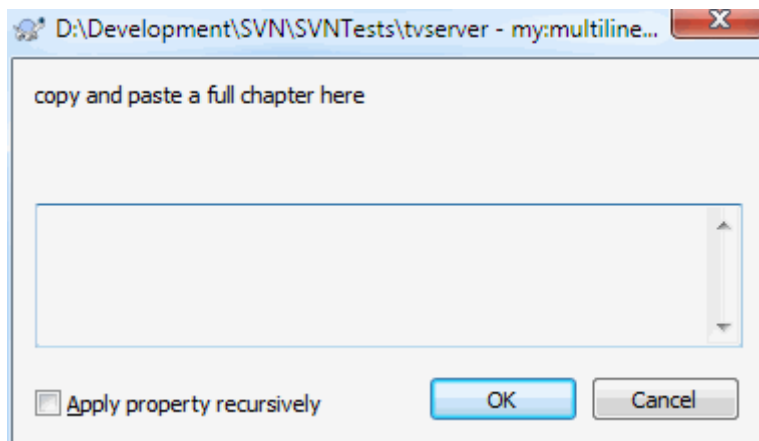 D:\Development\SVN\SVNTests\tvserver - my:multiline...
copy and paste a full chapter here
Apply property recursively
OK
Cancel